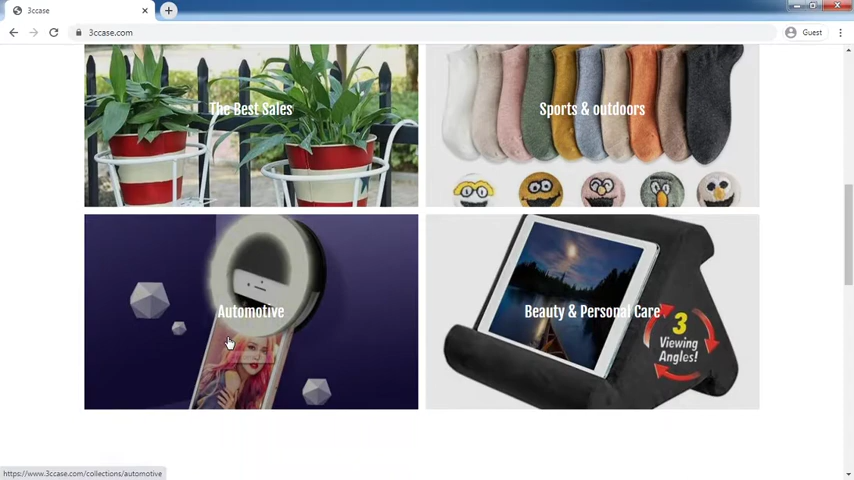 3ccase
3ccase.com
Guest
The Best Sales
Sports & outdoors
Automotive
Beauty & Personal Care
3
Viewing
Angles!
https://www.3ccase.com/collections/automotive